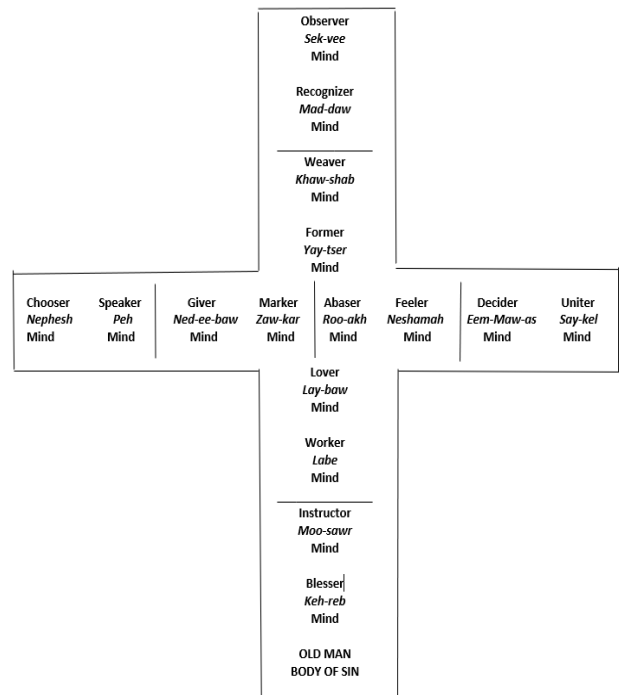 Observer
Sek-vee
Mind
Recognizer
Mad-daw
Mind
Weaver
Khaw-shab
Mind
Former
Yay-tser
Mind
Chooser Speaker Giver Marker Abaser Feeler Decider Uniter
Nephesh Peh Ned-ee-baw Zaw-kar Roo-akh Neshamah Eem-Maw-as Say-kel
Mind Mind Mind Mind Mind Mind Mind Mind
Lover
Lay-baw
Mind
Worker
Labe
Mind
Instructor
Moo-sawr
Mind
Blesser
Keh-reb
Mind
OLD MAN
BODY OF SIN